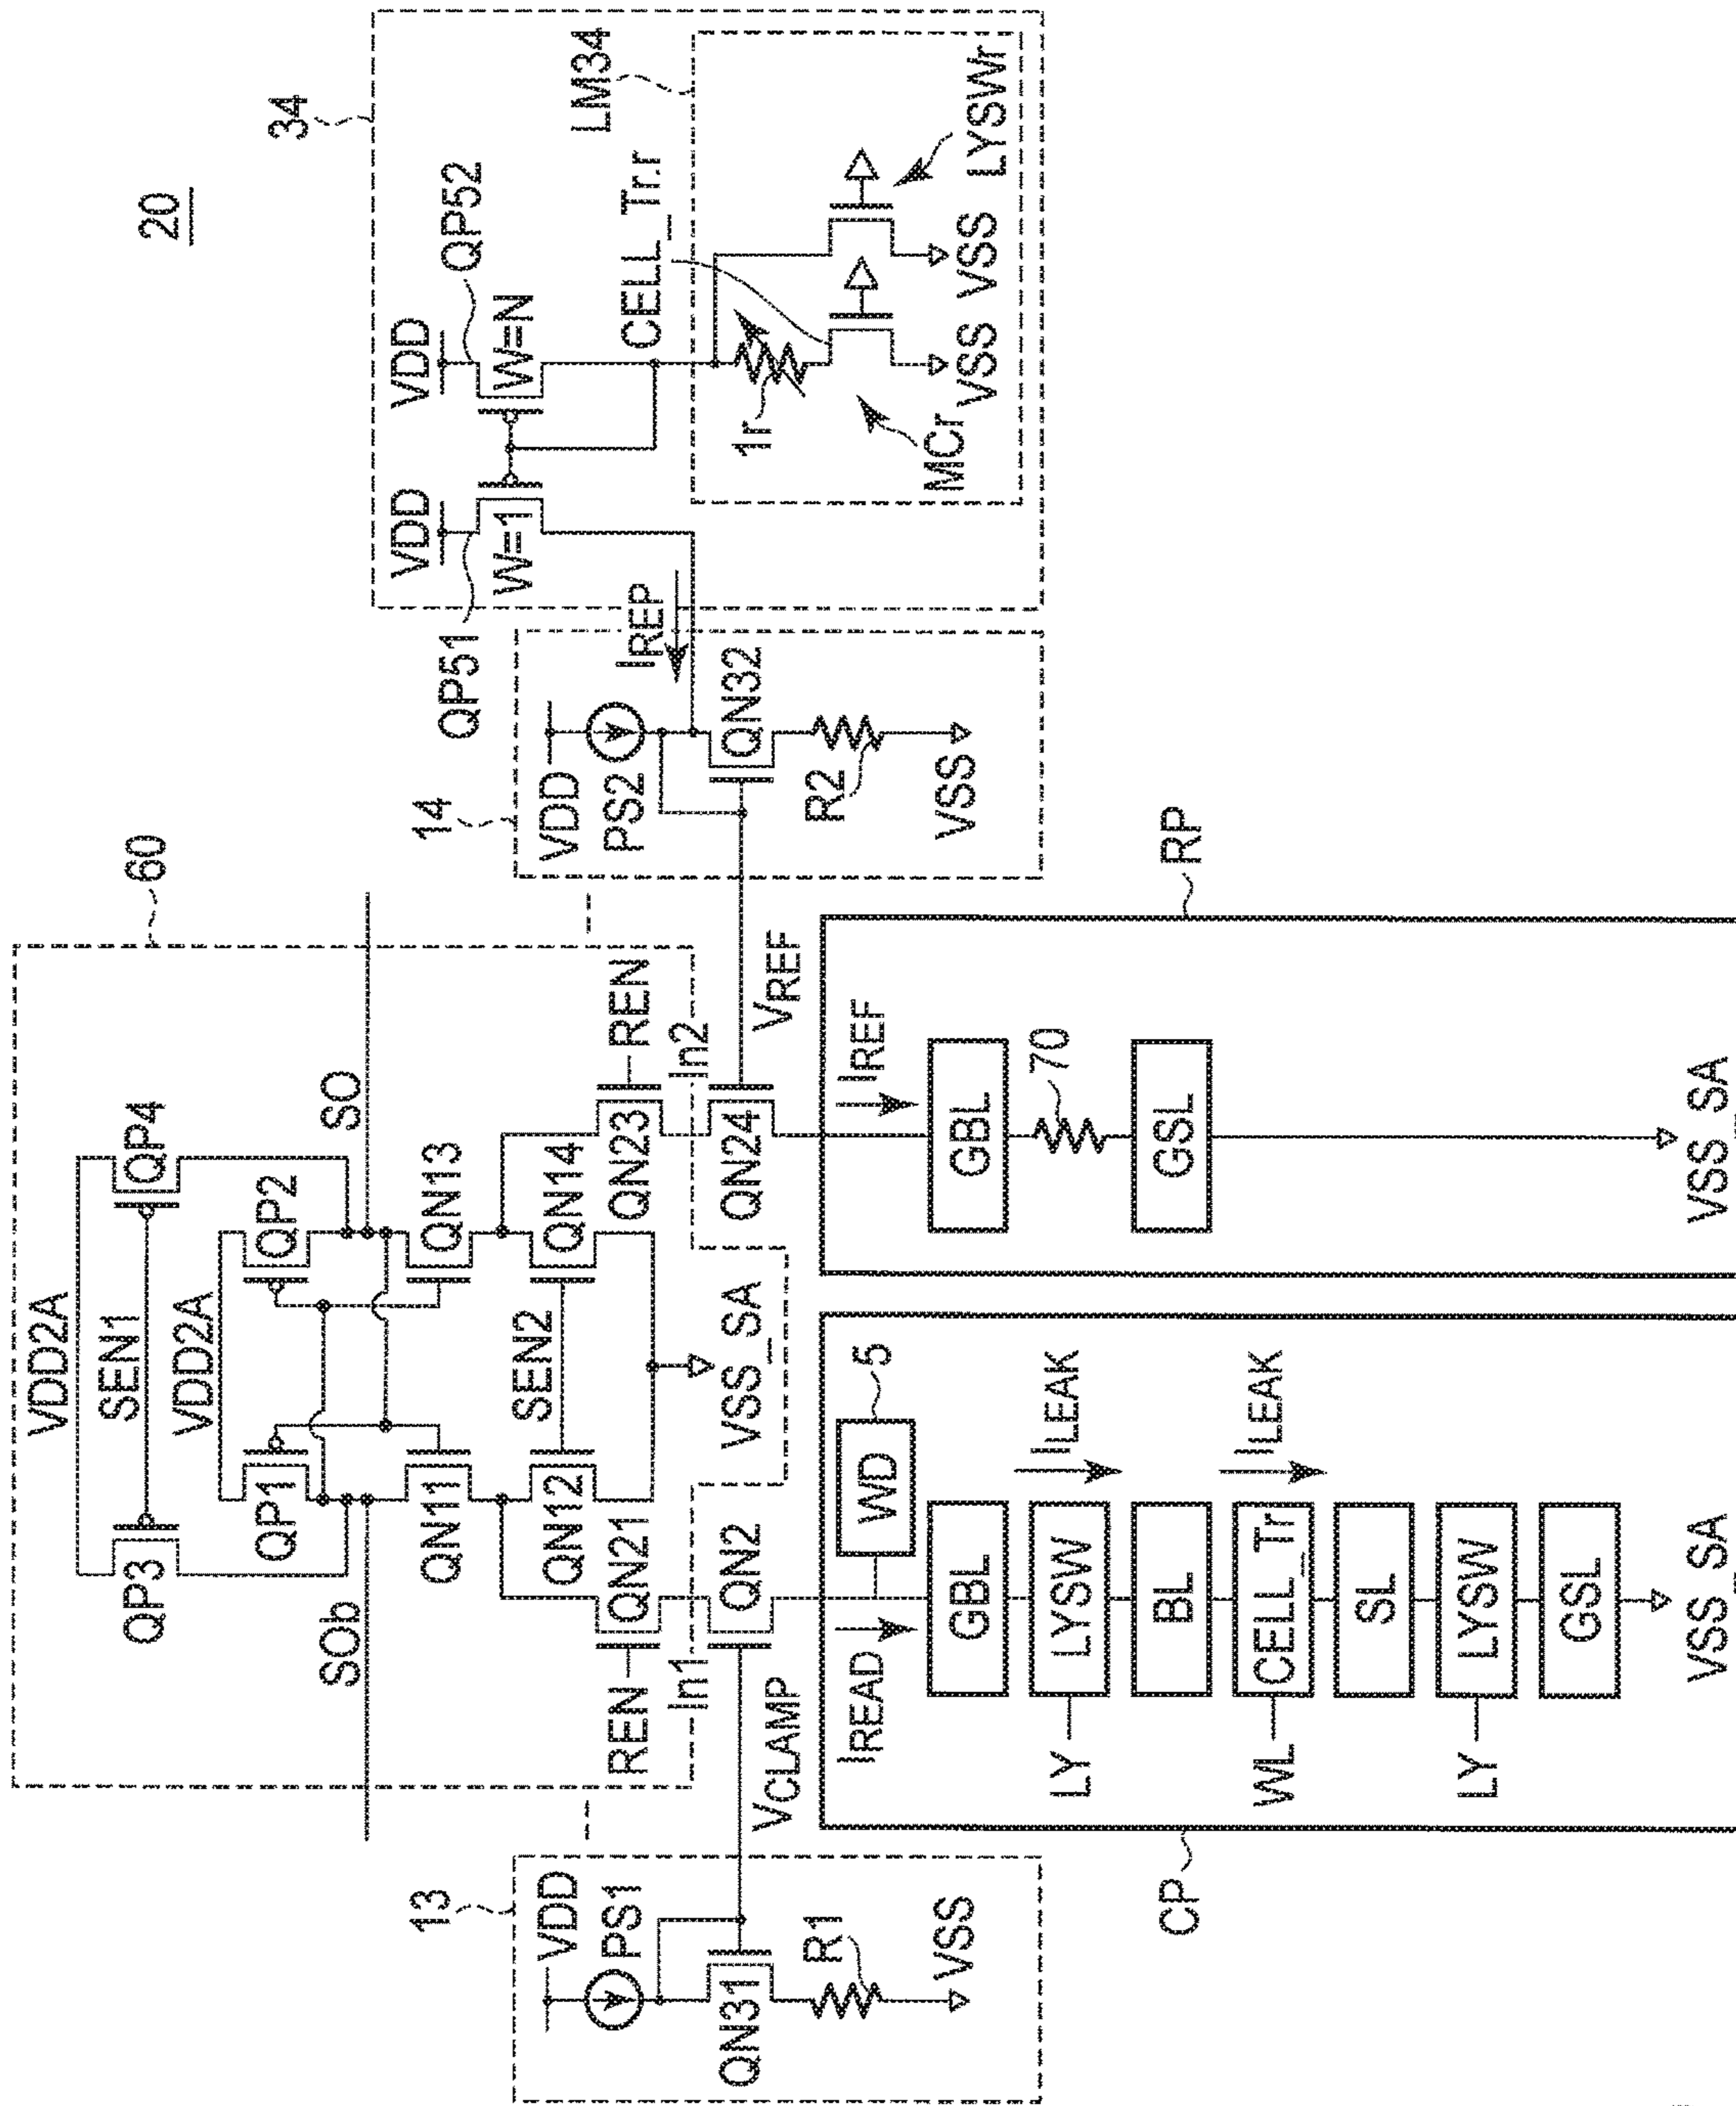 20
60
VDD2A
SEN1
QP3
QP4
VDD2A
QP1
QP2
SOb
SO
QN11
QN13
SEN2
QN12
QN14
VSS_SA
REN
QN21
QN23
REN
In1
In2
QN2
QN24
VCLAMP
VREF
13
VDD
PS1
QN31
R1
VSS
14
VDD
PS2
IREP
QN32
R2
VSS
34
VDD
VDD
QP51
QP52
W=1
W=N
CELL_Tr.r
LM34
1r
MCr
LYSWr
VSS
VSS
CP
IREAD
WD
5
GBL
LY
LYSW
ILEAK
BL
WL
CELL_Tr
ILEAK
SL
LY
LYSW
GSL
VSS_SA
RP
IREF
GBL
70
GSL
VSS_SA